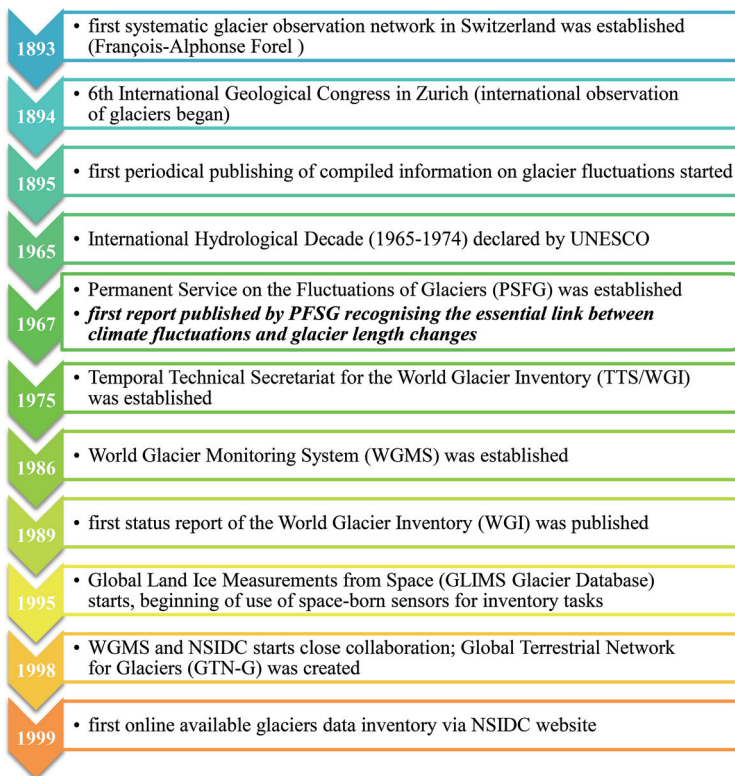 1893
• first systematic glacier observation network in Switzerland was established
(François-Alphonse Forel )
1894
• 6th International Geological Congress in Zurich (international observation
of glaciers began)
1895
• first periodical publishing of compiled information on glacier fluctuations started
1965
• International Hydrological Decade (1965-1974) declared by UNESCO
1967
• Permanent Service on the Fluctuations of Glaciers (PSFG) was established
• first report published by PFSG recognising the essential link between
climate fluctuations and glacier length changes
1975
• Temporal Technical Secretariat for the World Glacier Inventory (TTS/WGI)
was established
1986
• World Glacier Monitoring System (WGMS) was established
1989
• first status report of the World Glacier Inventory (WGI) was published
1995
• Global Land Ice Measurements from Space (GLIMS Glacier Database)
starts, beginning of use of space-born sensors for inventory tasks
1998
• WGMS and NSIDC starts close collaboration; Global Terrestrial Network
for Glaciers (GTN-G) was created
1999
• first online available glaciers data inventory via NSIDC website